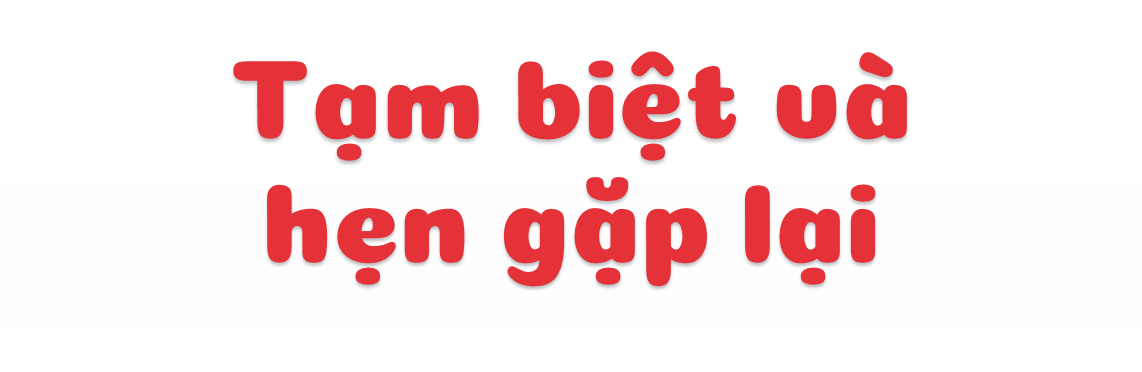 Tạm biệt và
hẹn gặp lại